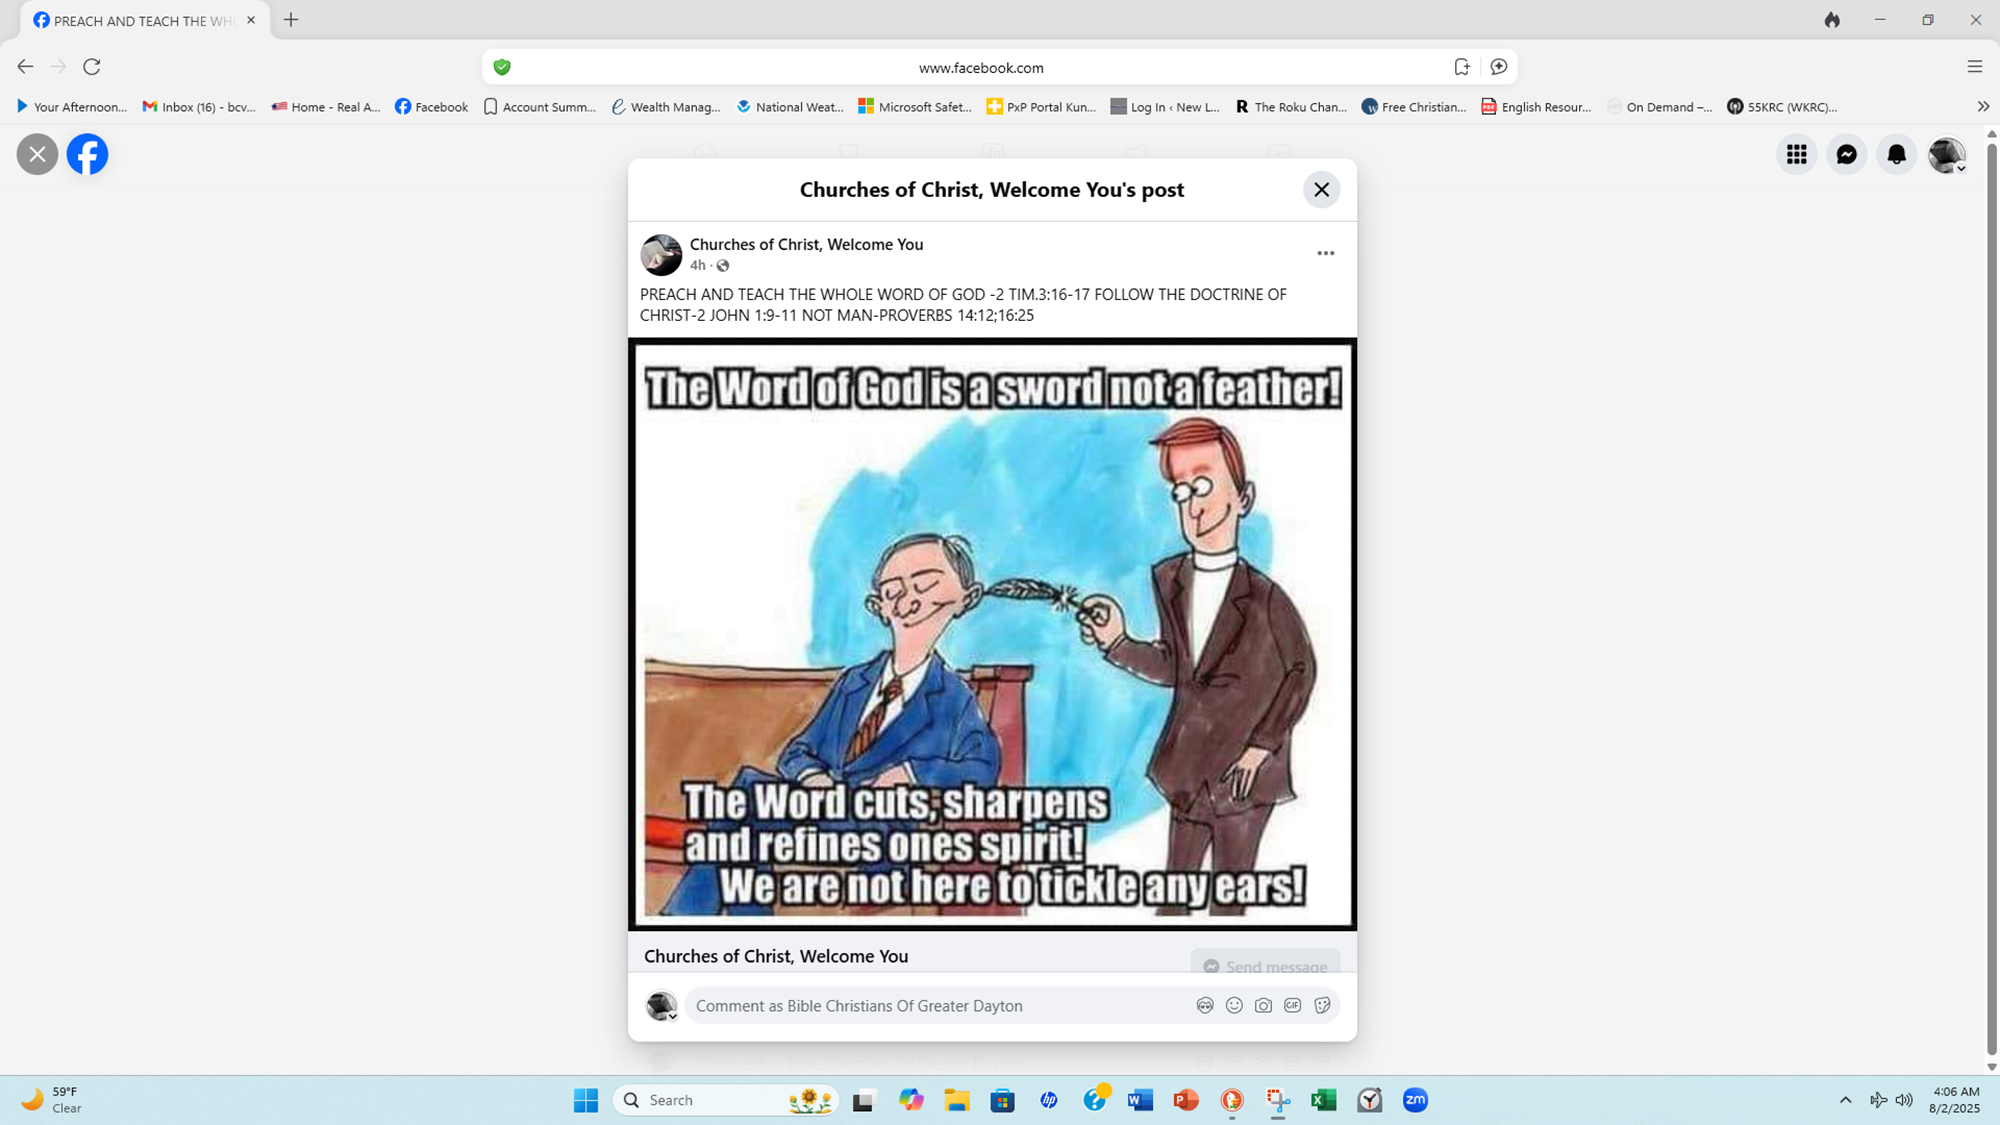 PREACH AND TEACH THE WH
www.facebook.com
Your Afternoon...
Inbox (16) - bcv...
Home - Real A...
Facebook
Account Summ...
Wealth Manag...
National Weat...
Microsoft Safet...
PxP Portal Kun...
Log In ‹ New L...
The Roku Chan...
Free Christian...
English Resour...
On Demand –...
55KRC (WKRC)...
Churches of Christ, Welcome You's post
Churches of Christ, Welcome You
4h ·
PREACH AND TEACH THE WHOLE WORD OF GOD -2 TIM.3:16-17 FOLLOW THE DOCTRINE OF
CHRIST-2 JOHN 1:9-11 NOT MAN-PROVERBS 14:12;16:25
The Word of God is a sword not a feather!
The Word cuts, sharpens
and refines ones spirit!
We are not here to tickle any ears!
Churches of Christ, Welcome You
Send message
Comment as Bible Christians Of Greater Dayton
GIF
59°F
Clear
Search
zm
4:06 AM
8/2/2025